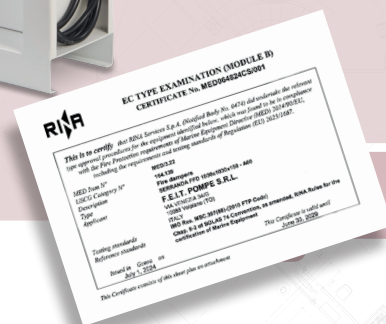 RINA
EC TYPE EXAMINATION (MODULE B)
CERTIFICATE No. MED064824CS/001
This is to certify that RINA Services S.p.A. (Notified Body No. 0474) did undertake the relevant
type approval procedures for the equipment identified below, which was found to be in compliance
with the Fire Protection requirements of Marine Equipment Directive (MED) 2014/90/EU,
including the requirements and testing standards of Regulation (EU)
MED Item N° MED/3.22
USCG Category N° 164.139
Description Fire dampers
Type SERRANDA FFD
Applicant F.E.I.T. POMPE S.R.L.
VIA VENEZIA 34/0
(TO)
ITALY
Testing standards IMO Res. MSC.307(88)-(2010 FTP Code)
Reference standards Chap. II-2 of SOLAS 74 Convention, as amended, RINA Rules for the
certification of Marine Equipment
Issued in Genoa on
July 1, 2024
This Certificate is valid until
June 30, 2029
This Certificate consists of this sheet plus an attachment